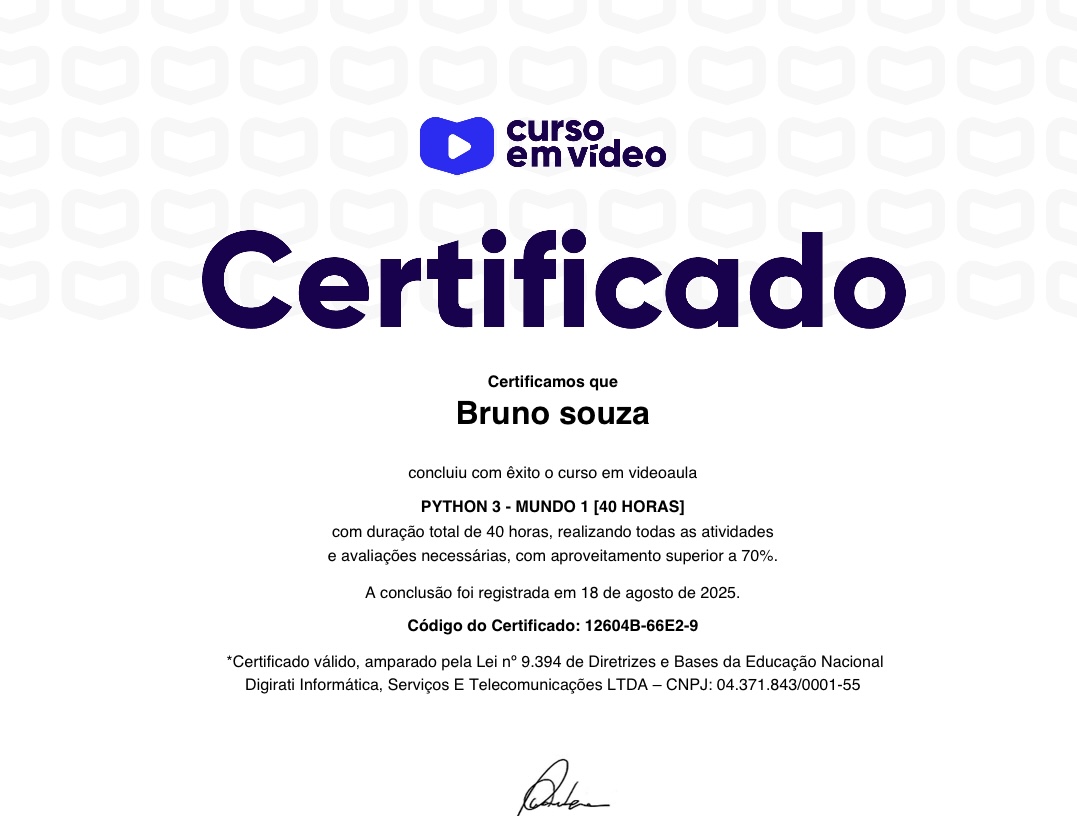 curso
em vídeo
Certificado
Certificamos que
Bruno souza
concluiu com êxito o curso em videoaula
PYTHON 3 - MUNDO 1 [40 HORAS]
com duração total de 40 horas, realizando todas as atividades
e avaliações necessárias, com aproveitamento superior a 70%.
A conclusão foi registrada em 18 de agosto de 2025.
Código do Certificado: 12604B-66E2-9
*Certificado válido, amparado pela Lei nº 9.394 de Diretrizes e Bases da Educação Nacional
Digirati Informática, Serviços E Telecomunicações LTDA – CNPJ: 04.371.843/0001-55